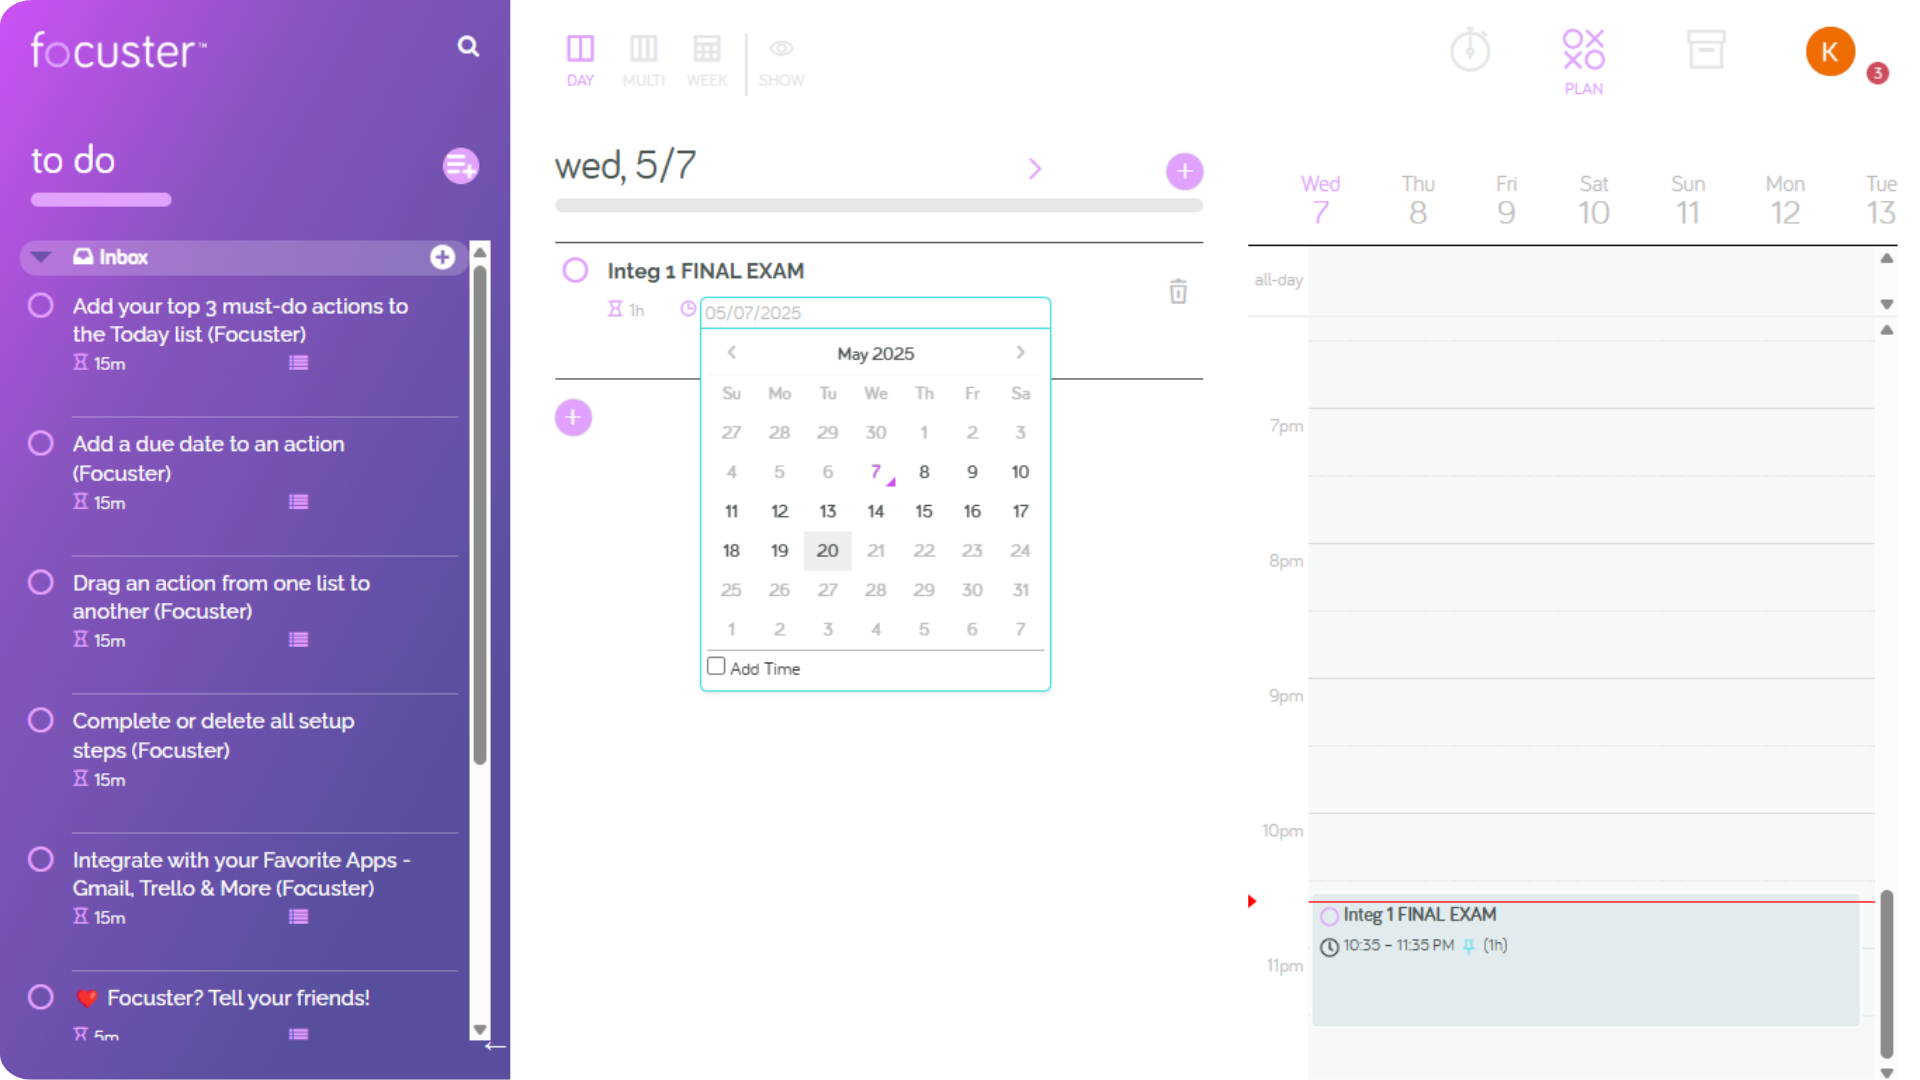 focuster™
to do
Inbox
Add your top 3 must-do actions to
the Today list (Focuster)
15m
Add a due date to an action
(Focuster)
15m
Drag an action from one list to
another (Focuster)
15m
Complete or delete all setup
steps (Focuster)
15m
Integrate with your Favorite Apps -
Gmail, Trello & More (Focuster)
15m
Focuster? Tell your friends!
5m
DAY MULTI WEEK SHOW
PLAN
K
3
wed, 5/7
Integ 1 FINAL EXAM
1h
05/07/2025
May 2025
Su Mo Tu We Th Fr Sa
27 28 29 30 1 2 3
4 5 6 7 8 9 10
11 12 13 14 15 16 17
18 19 20 21 22 23 24
25 26 27 28 29 30 31
1 2 3 4 5 6 7
Add Time
Wed Thu Fri Sat Sun Mon Tue
7 8 9 10 11 12 13
all-day
7pm
8pm
9pm
10pm
Integ 1 FINAL EXAM
10:35 - 11:35 PM (1h)
11pm